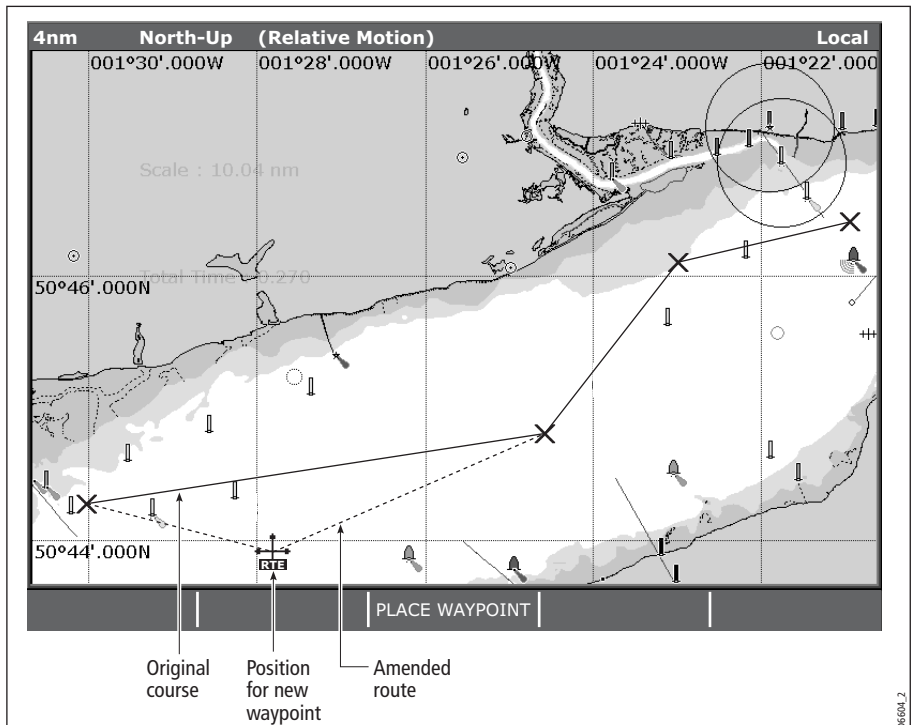 4nm North-Up (Relative Motion) Local
001°30'.000W 001°28'.000W 001°26'.000W 001°24'.000W 001°22'.000
Scale : 10.04 nm
50°46'.000N
50°44'.000N
RTE
PLACE WAYPOINT
Original course
Position for new waypoint
Amended route